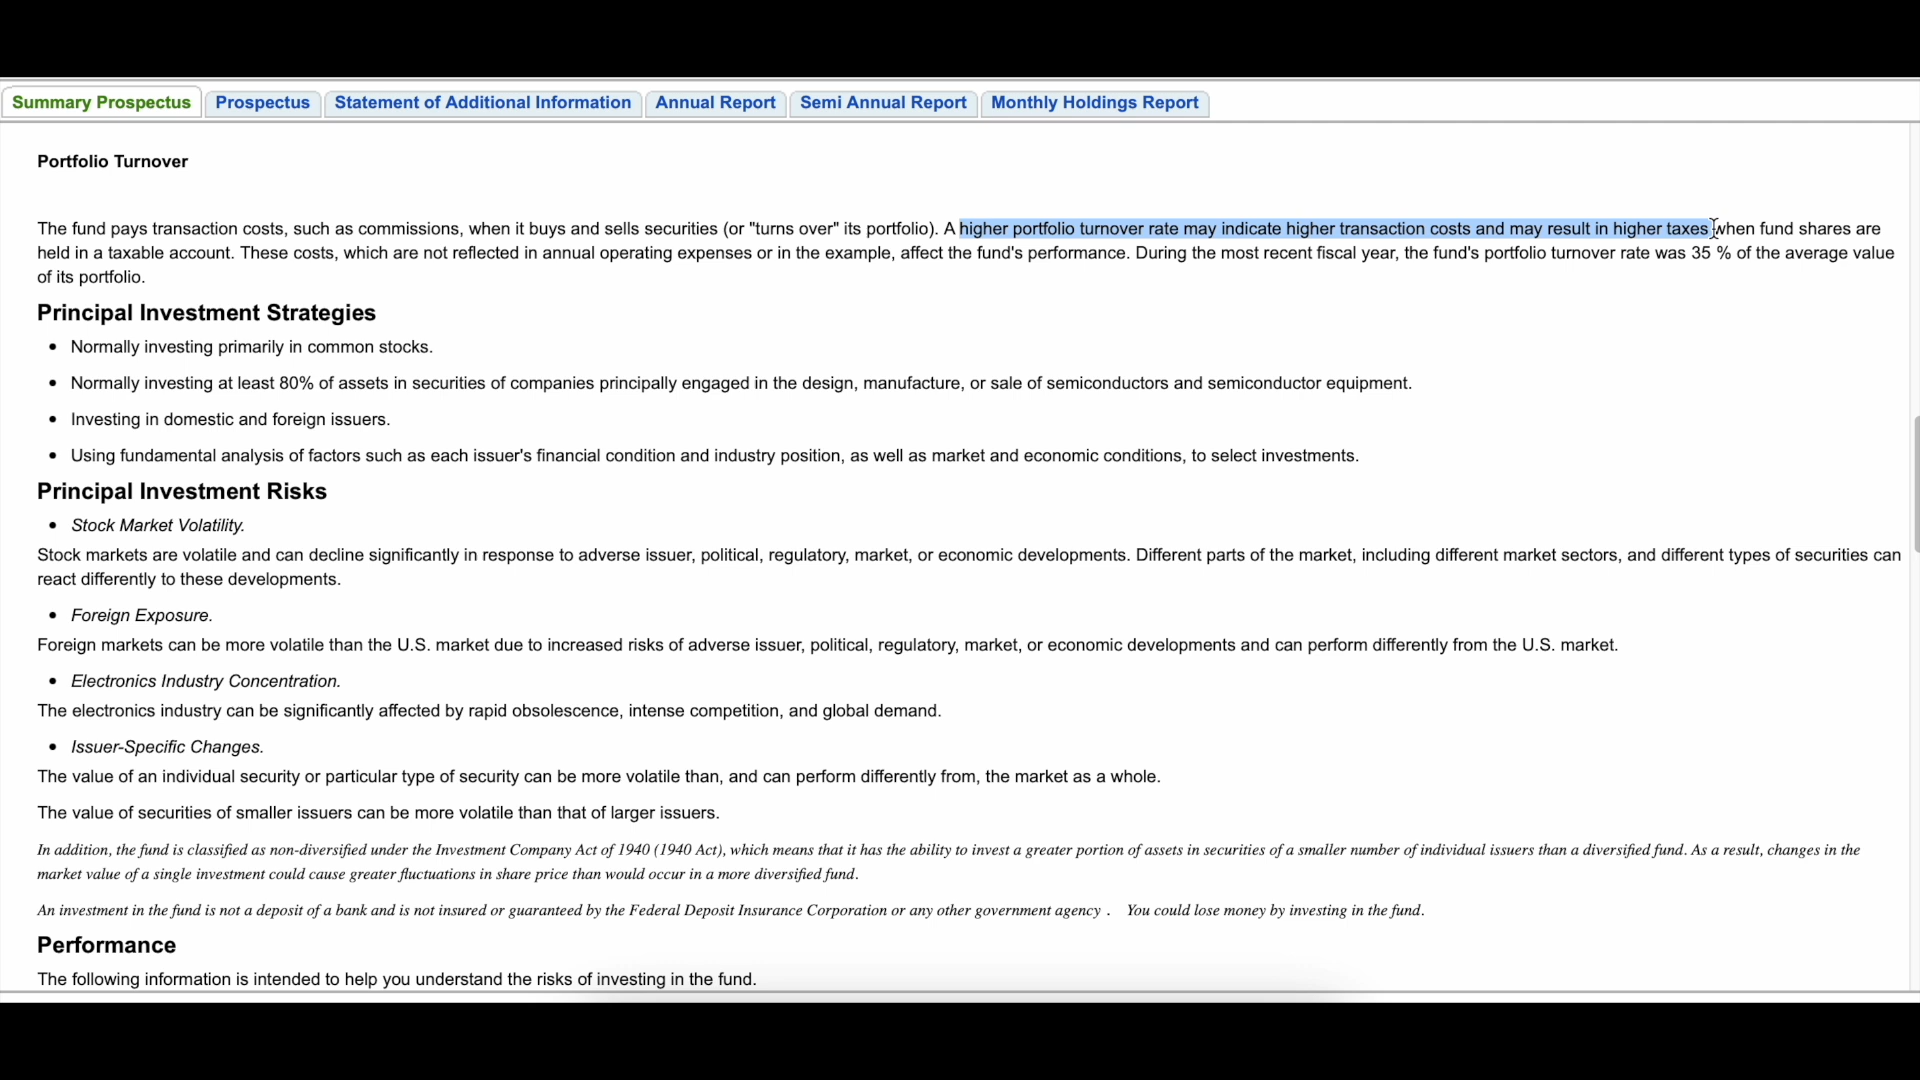 Summary Prospectus Prospectus Statement of Additional Information Annual Report Semi Annual Report Monthly Holdings Report
Portfolio Turnover
The fund pays transaction costs, such as commissions, when it buys and sells securities (or "turns over" its portfolio). A higher portfolio turnover rate may indicate higher transaction costs and may result in higher taxes when fund shares are
held in a taxable account. These costs, which are not reflected in annual operating expenses or in the example, affect the fund's performance. During the most recent fiscal year, the fund's portfolio turnover rate was 35 % of the average value
of its portfolio.
Principal Investment Strategies
• Normally investing primarily in common stocks.
• Normally investing at least 80% of assets in securities of companies principally engaged in the design, manufacture, or sale of semiconductors and semiconductor equipment.
• Investing in domestic and foreign issuers.
• Using fundamental analysis of factors such as each issuer's financial condition and industry position, as well as market and economic conditions, to select investments.
Principal Investment Risks
• Stock Market Volatility.
Stock markets are volatile and can decline significantly in response to adverse issuer, political, regulatory, market, or economic developments. Different parts of the market, including different market sectors, and different types of securities can
react differently to these developments.
• Foreign Exposure.
Foreign markets can be more volatile than the U.S. market due to increased risks of adverse issuer, political, regulatory, market, or economic developments and can perform differently from the U.S. market.
• Electronics Industry Concentration.
The electronics industry can be significantly affected by rapid obsolescence, intense competition, and global demand.
• Issuer-Specific Changes.
The value of an individual security or particular type of security can be more volatile than, and can perform differently from, the market as a whole.
The value of securities of smaller issuers can be more volatile than that of larger issuers.
In addition, the fund is classified as non-diversified under the Investment Company Act of 1940 (1940 Act), which means that it has the ability to invest a greater portion of assets in securities of a smaller number of individual issuers than a diversified fund. As a result, changes in the
market value of a single investment could cause greater fluctuations in share price than would occur in a more diversified fund.
An investment in the fund is not a deposit of a bank and is not insured or guaranteed by the Federal Deposit Insurance Corporation or any other government agency . You could lose money by investing in the fund.
Performance
The following information is intended to help you understand the risks of investing in the fund.